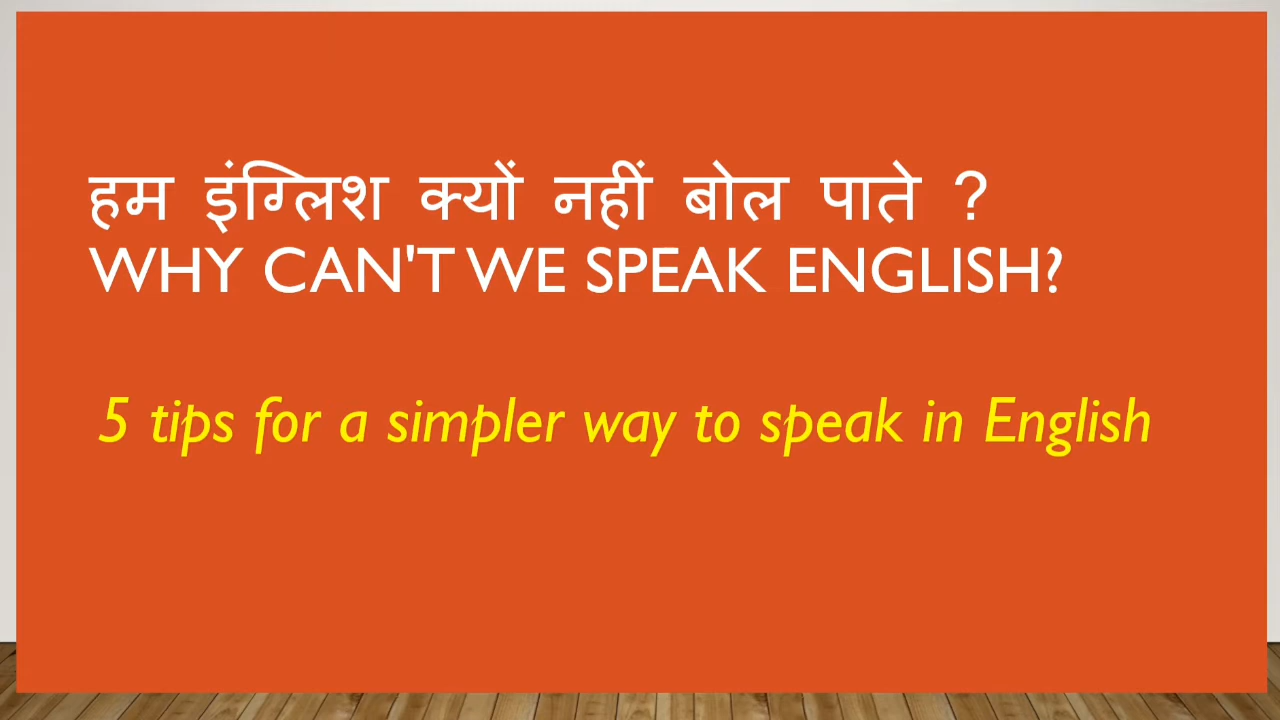 हम इंग्लिश क्यों नहीं बोल पाते ?
WHY CAN'T WE SPEAK ENGLISH?
5 tips for a simpler way to speak in English